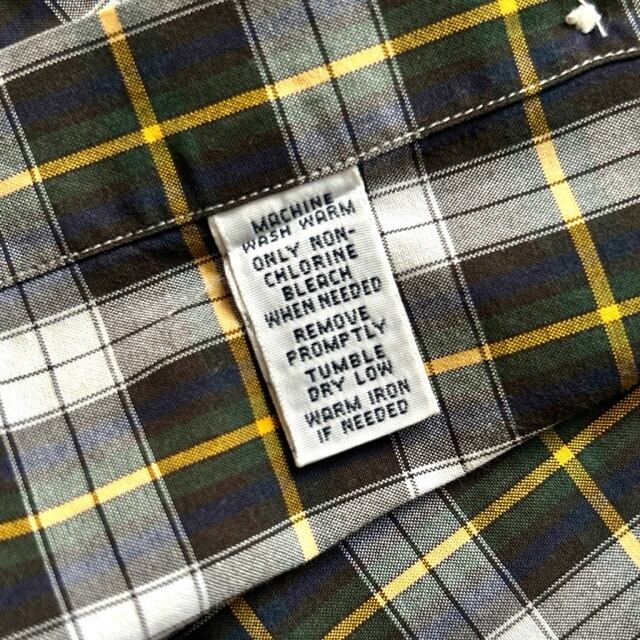 MACHINE
WASH WARM
ONLY NON-
CHLORINE
BLEACH
WHEN NEEDED
REMOVE
PROMPTLY
TUMBLE
DRY LOW
WARM IRON
IF NEEDED